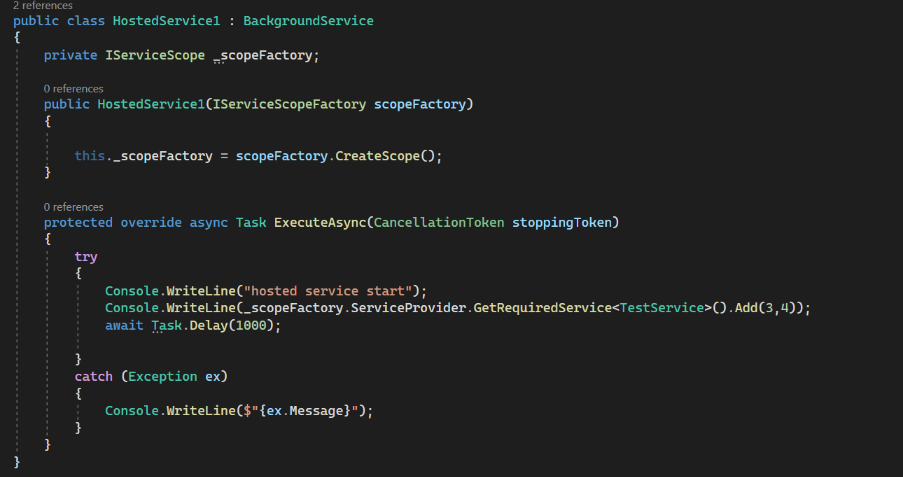 2 references
public class HostedService1 : BackgroundService
{
private IServiceScope _scopeFactory;
0 references
public HostedService1(IServiceScopeFactory scopeFactory)
{
this._scopeFactory = scopeFactory.CreateScope();
}
0 references
protected override async Task ExecuteAsync(CancellationToken stoppingToken)
{
try
{
Console.WriteLine("hosted service start");
Console.WriteLine(_scopeFactory.ServiceProvider.GetRequiredService<TestService>().Add(3,4));
await Task.Delay(1000);
}
catch (Exception ex)
{
Console.WriteLine($"{ex.Message}");
}
}
}